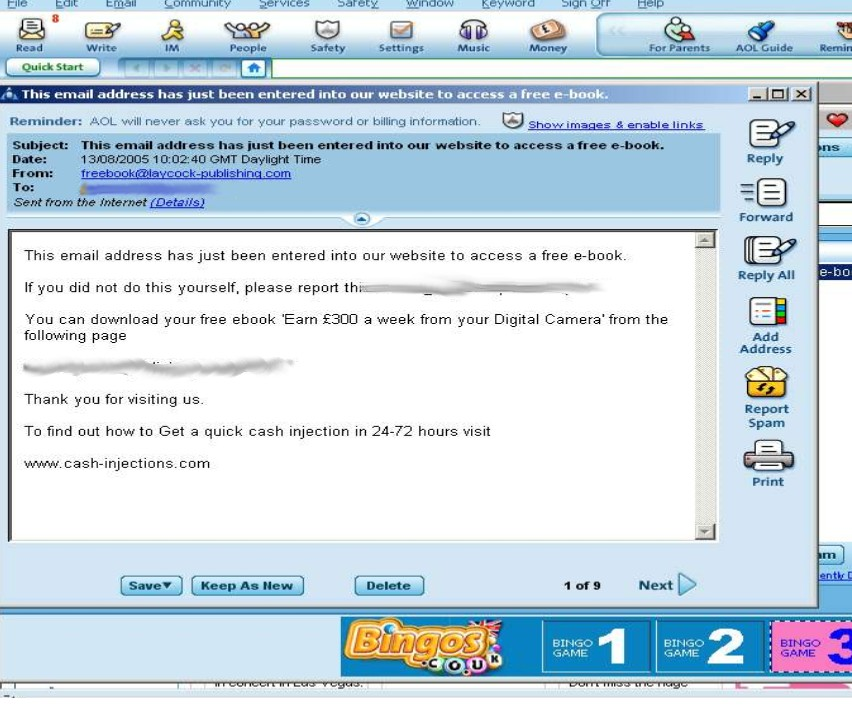 File Edit Email Community Services Safety Window Keyword Sign Off Help
8
Read Write IM People Safety Settings Music Money For Parents AOL Guide
Quick Start
This email address has just been entered into our website to access a free e-book.
Reminder: AOL will never ask you for your password or billing information. Show images & enable links
Subject: This email address has just been entered into our website to access a free e-book.
Date: 13/08/2005 10:02:40 GMT Daylight Time
From: freebook@laycock-publishing.com
To:
Sent from the Internet (Details)
This email address has just been entered into our website to access a free e-book.
If you did not do this yourself, please report
You can download your free ebook 'Earn £300 a week from your Digital Camera' from the
following page
Thank you for visiting us.
To find out how to Get a quick cash injection in 24-72 hours visit
www.cash-injections.com
Reply
Forward
Reply All
Add
Address
Report
Spam
Print
Save▼ Keep As New Delete 1 of 9 Next
Bingos
.CO.UK
BINGO GAME 1
BINGO GAME 2
BINGO GAME 3
in concert in Las Vegas. Don't miss the huge